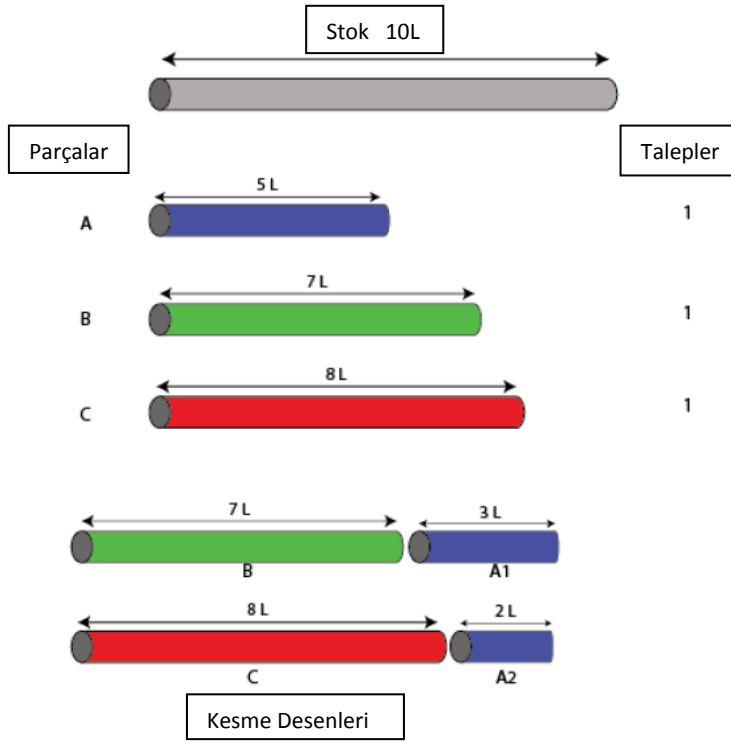 Stok 10L
Parçalar
Talepler
5 L
A
1
7 L
B
1
8 L
C
1
7 L
3 L
B
A1
8 L
2 L
C
A2
Kesme Desenleri